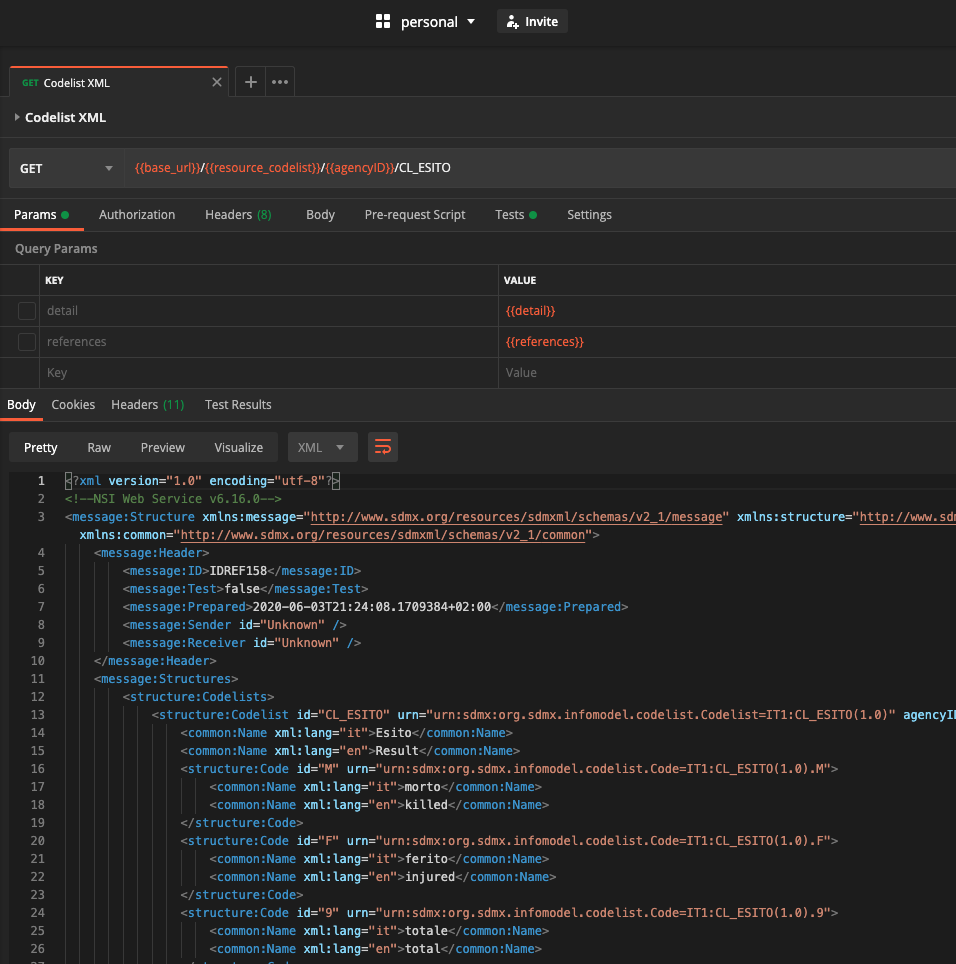 personal Invite
GET Codelist XML
Codelist XML
GET {{base_url}}/{{resource_codelist}}/{{agencyID}}/CL_ESITO
Params Authorization Headers (8) Body Pre-request Script Tests Settings
Query Params
KEY VALUE
detail {{detail}}
references {{references}}
Key Value
Body Cookies Headers (11) Test Results
Pretty Raw Preview Visualize XML
1 <?xml version="1.0" encoding="utf-8"?>
2 <!--NSI Web Service v6.16.0-->
3 <message:Structure xmlns:message="http://www.sdmx.org/resources/sdmxml/schemas/v2_1/message" xmlns:structure="http://www.sdm
xmlns:common="http://www.sdmx.org/resources/sdmxml/schemas/v2_1/common">
4 <message:Header>
5 <message:ID>IDREF158</message:ID>
6 <message:Test>false</message:Test>
7 <message:Prepared>2020-06-03T21:24:08.1709384+02:00</message:Prepared>
8 <message:Sender id="Unknown" />
9 <message:Receiver id="Unknown" />
10 </message:Header>
11 <message:Structures>
12 <structure:Codelists>
13 <structure:Codelist id="CL_ESITO" urn="urn:sdmx:org.sdmx.infomodel.codelist.Codelist=IT1:CL_ESITO(1.0)" agencyI
14 <common:Name xml:lang="it">Esito</common:Name>
15 <common:Name xml:lang="en">Result</common:Name>
16 <structure:Code id="M" urn="urn:sdmx:org.sdmx.infomodel.codelist.Code=IT1:CL_ESITO(1.0).M">
17 <common:Name xml:lang="it">morto</common:Name>
18 <common:Name xml:lang="en">killed</common:Name>
19 </structure:Code>
20 <structure:Code id="F" urn="urn:sdmx:org.sdmx.infomodel.codelist.Code=IT1:CL_ESITO(1.0).F">
21 <common:Name xml:lang="it">ferito</common:Name>
22 <common:Name xml:lang="en">injured</common:Name>
23 </structure:Code>
24 <structure:Code id="9" urn="urn:sdmx:org.sdmx.infomodel.codelist.Code=IT1:CL_ESITO(1.0).9">
25 <common:Name xml:lang="it">totale</common:Name>
26 <common:Name xml:lang="en">total</common:Name>